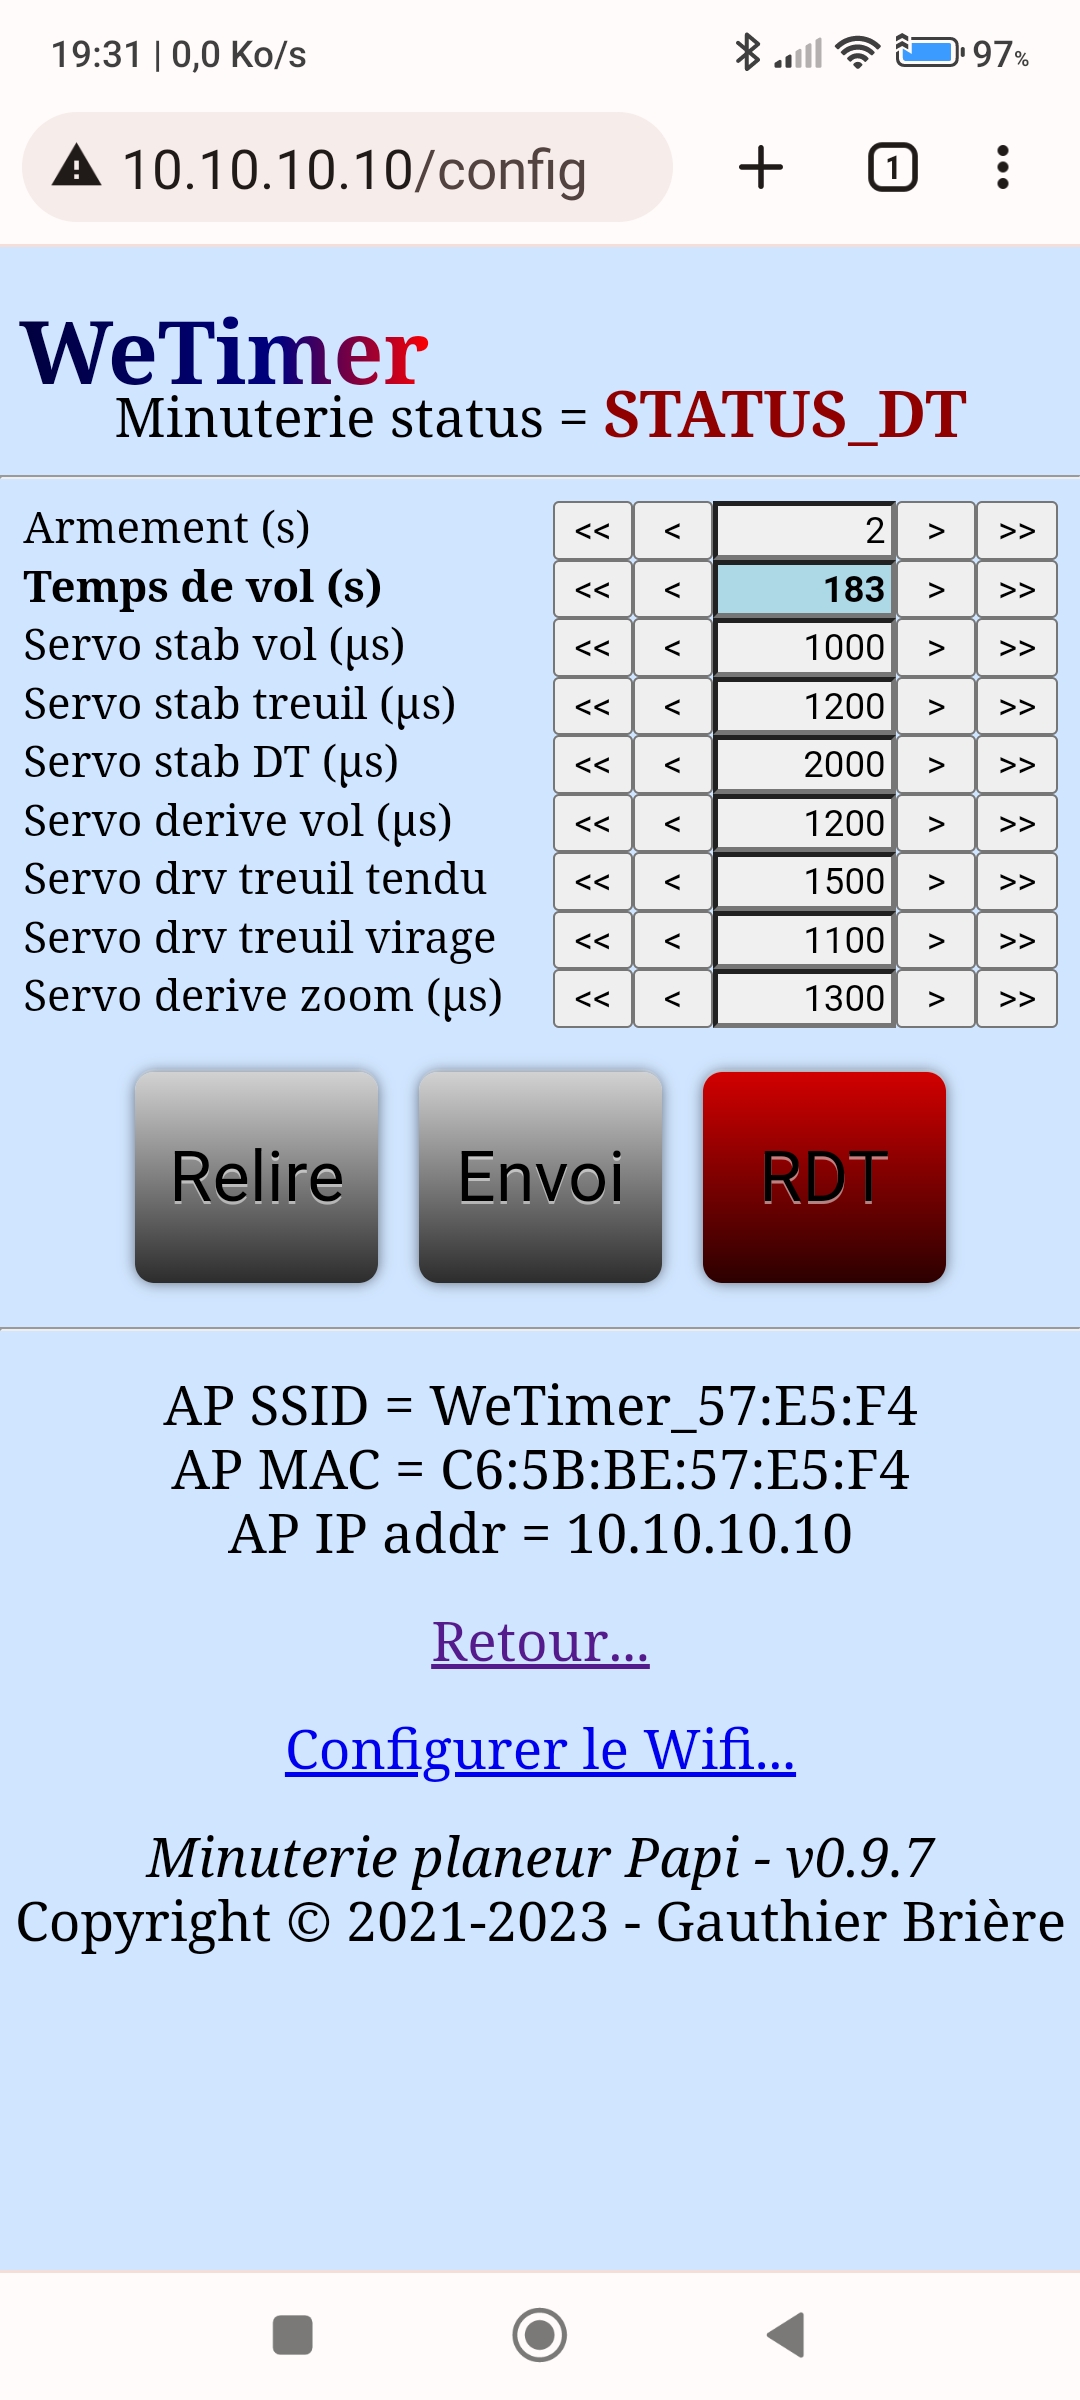 19:31 | 0,0 Ko/s 97%
10.10.10.10/config 1
WeTimer
Minuterie status = STATUS_DT
Armement (s) << < 2 > >>
Temps de vol (s) << < 183 > >>
Servo stab vol (µs) << < 1000 > >>
Servo stab treuil (µs) << < 1200 > >>
Servo stab DT (µs) << < 2000 > >>
Servo derive vol (µs) << < 1200 > >>
Servo drv treuil tendu << < 1500 > >>
Servo drv treuil virage << < 1100 > >>
Servo derive zoom (µs) << < 1300 > >>
Relire Envoi RDT
AP SSID = WeTimer_57:E5:F4
AP MAC = C6:5B:BE:57:E5:F4
AP IP addr = 10.10.10.10
Retour...
Configurer le Wifi...
Minuterie planeur Papi - v0.9.7
Copyright © 2021-2023 - Gauthier Brière